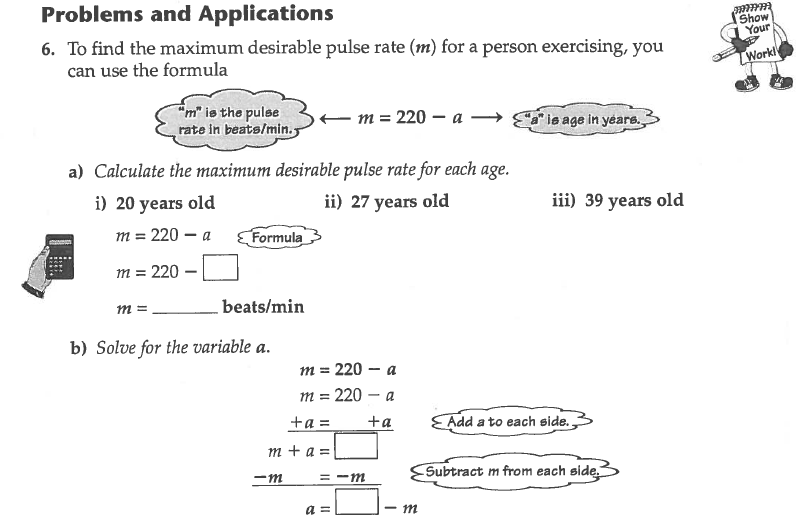 Problems and Applications
Show
Your
Work!
6. To find the maximum desirable pulse rate (m) for a person exercising, you
can use the formula
"m" is the pulse
rate in beats/min. ← m = 220 − a → "a" is age in years.
a) Calculate the maximum desirable pulse rate for each age.
i) 20 years old ii) 27 years old iii) 39 years old
m = 220 − a Formula
m = 220 − □
m = ______ beats/min
b) Solve for the variable a.
m = 220 − a
m = 220 − a
+a = +a Add a to each side.
m + a = □
−m = −m Subtract m from each side.
a = □ − m